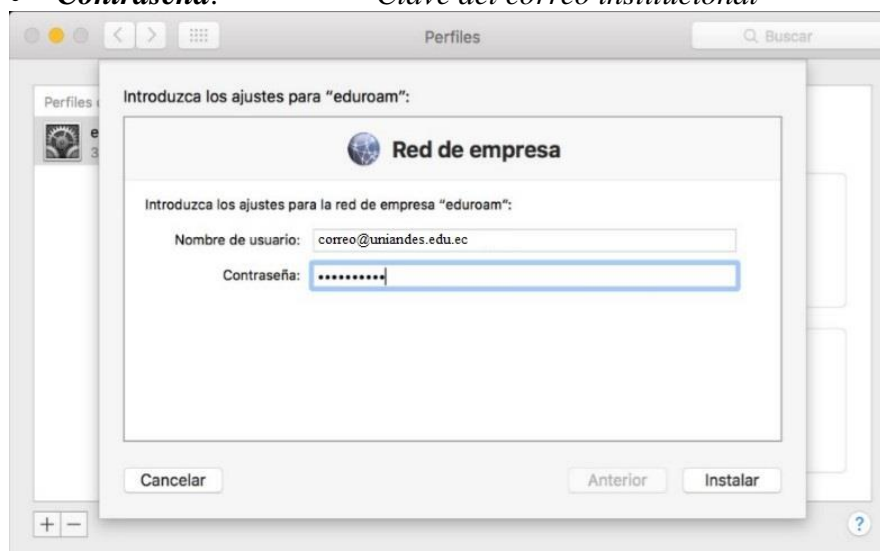 • Contraseña: Clave del correo institucional
Perfiles
Buscar
Perfiles
Introduzca los ajustes para “eduroam”:
e
3
Red de empresa
Introduzca los ajustes para la red de empresa “eduroam”:
Nombre de usuario: correo@uniandes.edu.ec
Contraseña: ••••••••••
Cancelar
Anterior
Instalar
+ −
?